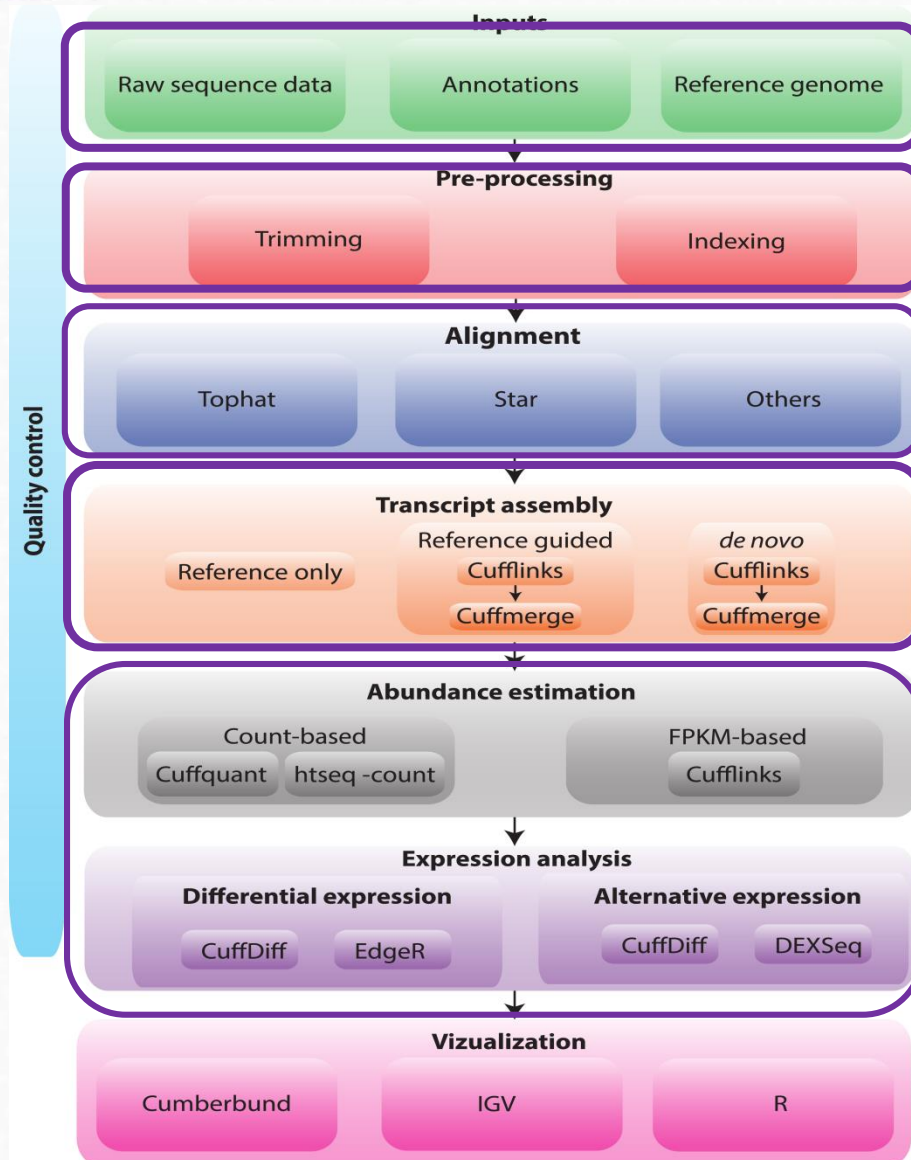 Inputs
Raw sequence data
Annotations
Reference genome
Pre-processing
Trimming
Indexing
Alignment
Tophat
Star
Others
Quality control
Transcript assembly
Reference only
Reference guided
Cufflinks
Cuffmerge
de novo
Cufflinks
Cuffmerge
Abundance estimation
Count-based
Cuffquant
htseq -count
FPKM-based
Cufflinks
Expression analysis
Differential expression
CuffDiff
EdgeR
Alternative expression
CuffDiff
DEXSeq
Vizualization
Cumberbund
IGV
R